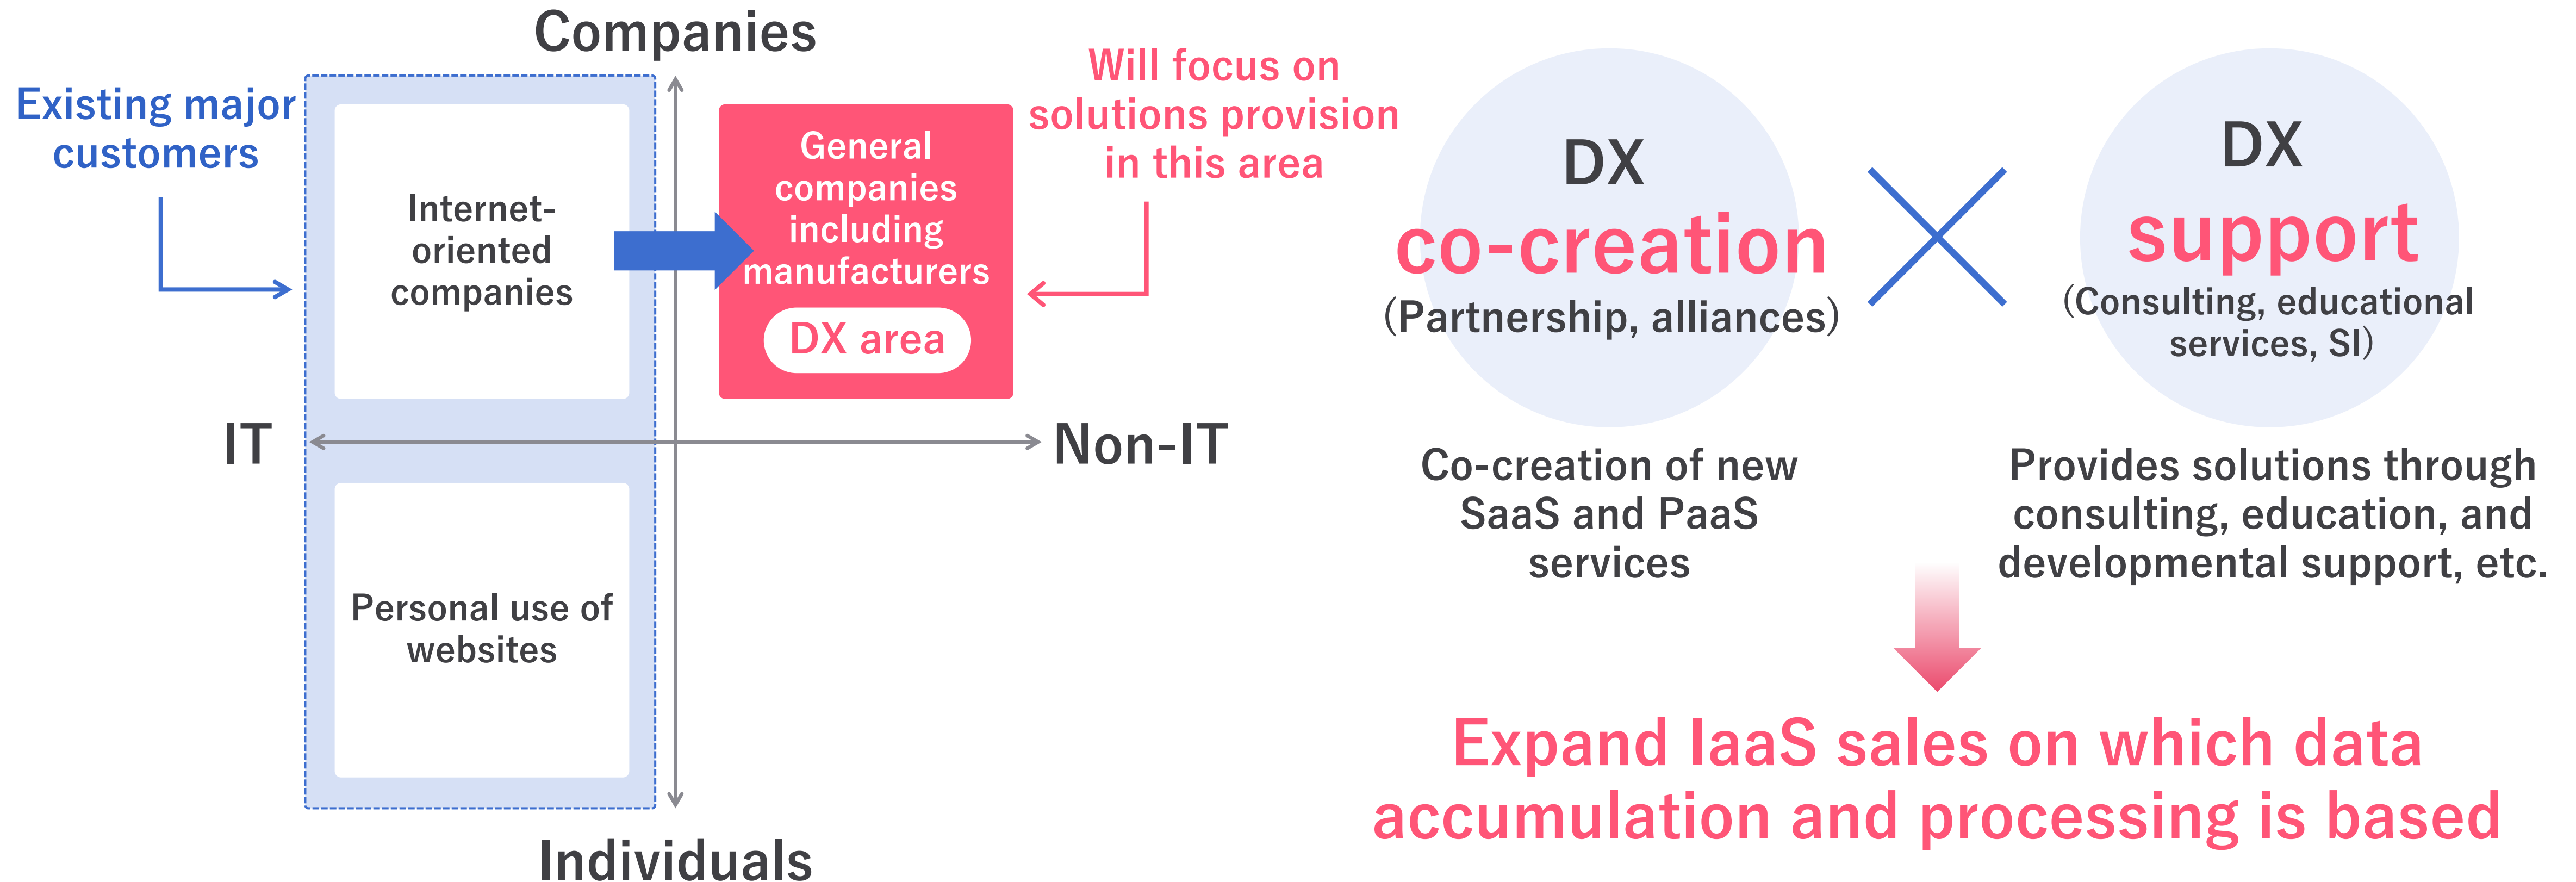 Companies
Existing major
customers
Internet-
oriented
companies
General
companies
including
manufacturers
DX area
Will focus on
solutions provision
in this area
IT
Non-IT
Personal use of
websites
Individuals
DX
co-creation
(Partnership, alliances)
Co-creation of new
SaaS and PaaS
services
DX
support
(Consulting, educational
services, SI)
Provides solutions through
consulting, education, and
developmental support, etc.
Expand IaaS sales on which data
accumulation and processing is based